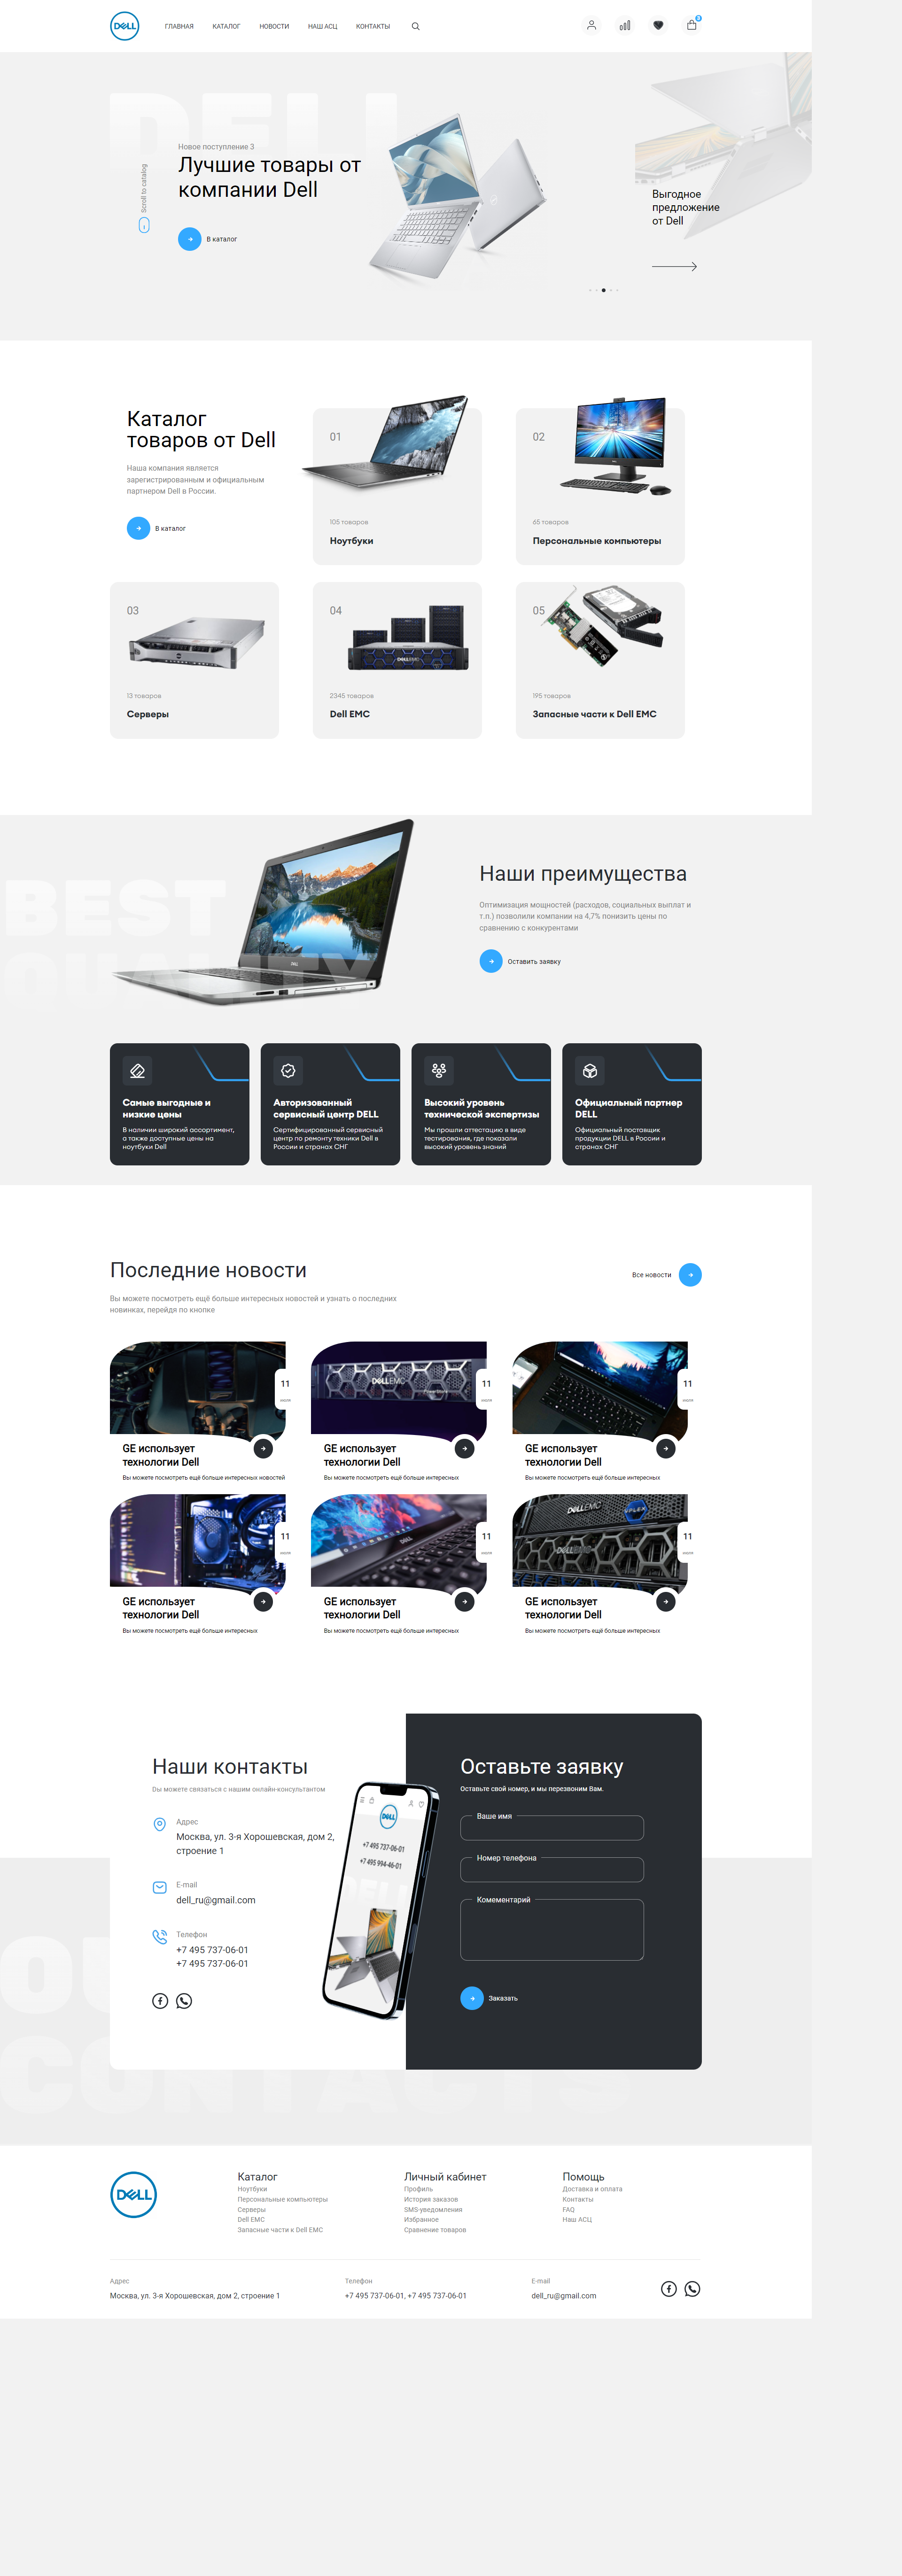 DELL
ГЛАВНАЯ
КАТАЛОГ
НОВОСТИ
НАШ АСЦ
КОНТАКТЫ
DELL
Scroll to catalog
Новое поступление 3
Лучшие товары от
компании Dell
В каталог
Выгодное
предложение
от Dell
Каталог
товаров от Dell
Наша компания является
зарегистрированным и официальным
партнером Dell в России.
В каталог
01
105 товаров
Ноутбуки
02
65 товаров
Персональные компьютеры
03
13 товаров
Серверы
04
DELLEMC
2345 товаров
Dell EMC
05
195 товаров
Запасные части к Dell EMC
BEST
QUALITY
Наши преимущества
Оптимизация мощностей (расходов, социальных выплат и
т.п.) позволили компании на 4,7% понизить цены по
сравнению с конкурентами
Оставить заявку
Самые выгодные и
низкие цены
В наличии широкий ассортимент,
а также доступные цены на
ноутбуки Dell
Авторизованный
сервисный центр DELL
Сертифицированный сервисный
центр по ремонту техники Dell в
России и странах СНГ
Высокий уровень
технической экспертизы
Мы прошли аттестацию в виде
тестирования, где показали
высокий уровень знаний
Официальный партнер
DELL
Официальный поставщик
продукции DELL в России и
странах СНГ
Последние новости
Вы можете посмотреть ещё больше интересных новостей и узнать о последних
новинках, перейдя по кнопке
Все новости
11
GE использует
технологии Dell
Вы можете посмотреть ещё больше интересных новостей
DELLEMC
11
GE использует
технологии Dell
Вы можете посмотреть ещё больше интересных
11
GE использует
технологии Dell
Вы можете посмотреть ещё больше интересных
11
GE использует
технологии Dell
Вы можете посмотреть ещё больше интересных
DELL
11
GE использует
технологии Dell
Вы можете посмотреть ещё больше интересных
DELLEMC
11
GE использует
технологии Dell
Вы можете посмотреть ещё больше интересных
Наши контакты
Вы можете связаться с нашим онлайн-консультантом
Адрес
Москва, ул. 3-я Хорошевская, дом 2,
строение 1
E-mail
dell_ru@gmail.com
Телефон
+7 495 737-06-01
+7 495 737-06-01
DELL
+7 495 737-06-01
+7 495 994-46-01
Оставьте заявку
Оставьте свой номер, и мы перезвоним Вам.
Ваше имя
Номер телефона
Комементарий
Заказать
CONTACTS
DELL
Каталог
Ноутбуки
Персональные компьютеры
Серверы
Dell EMC
Запасные части к Dell EMC
Личный кабинет
Профиль
История заказов
SMS-уведомления
Избранное
Сравнение товаров
Помощь
Доставка и оплата
Контакты
FAQ
Наш АСЦ
Адрес
Москва, ул. 3-я Хорошевская, дом 2, строение 1
Телефон
+7 495 737-06-01, +7 495 737-06-01
E-mail
dell_ru@gmail.com